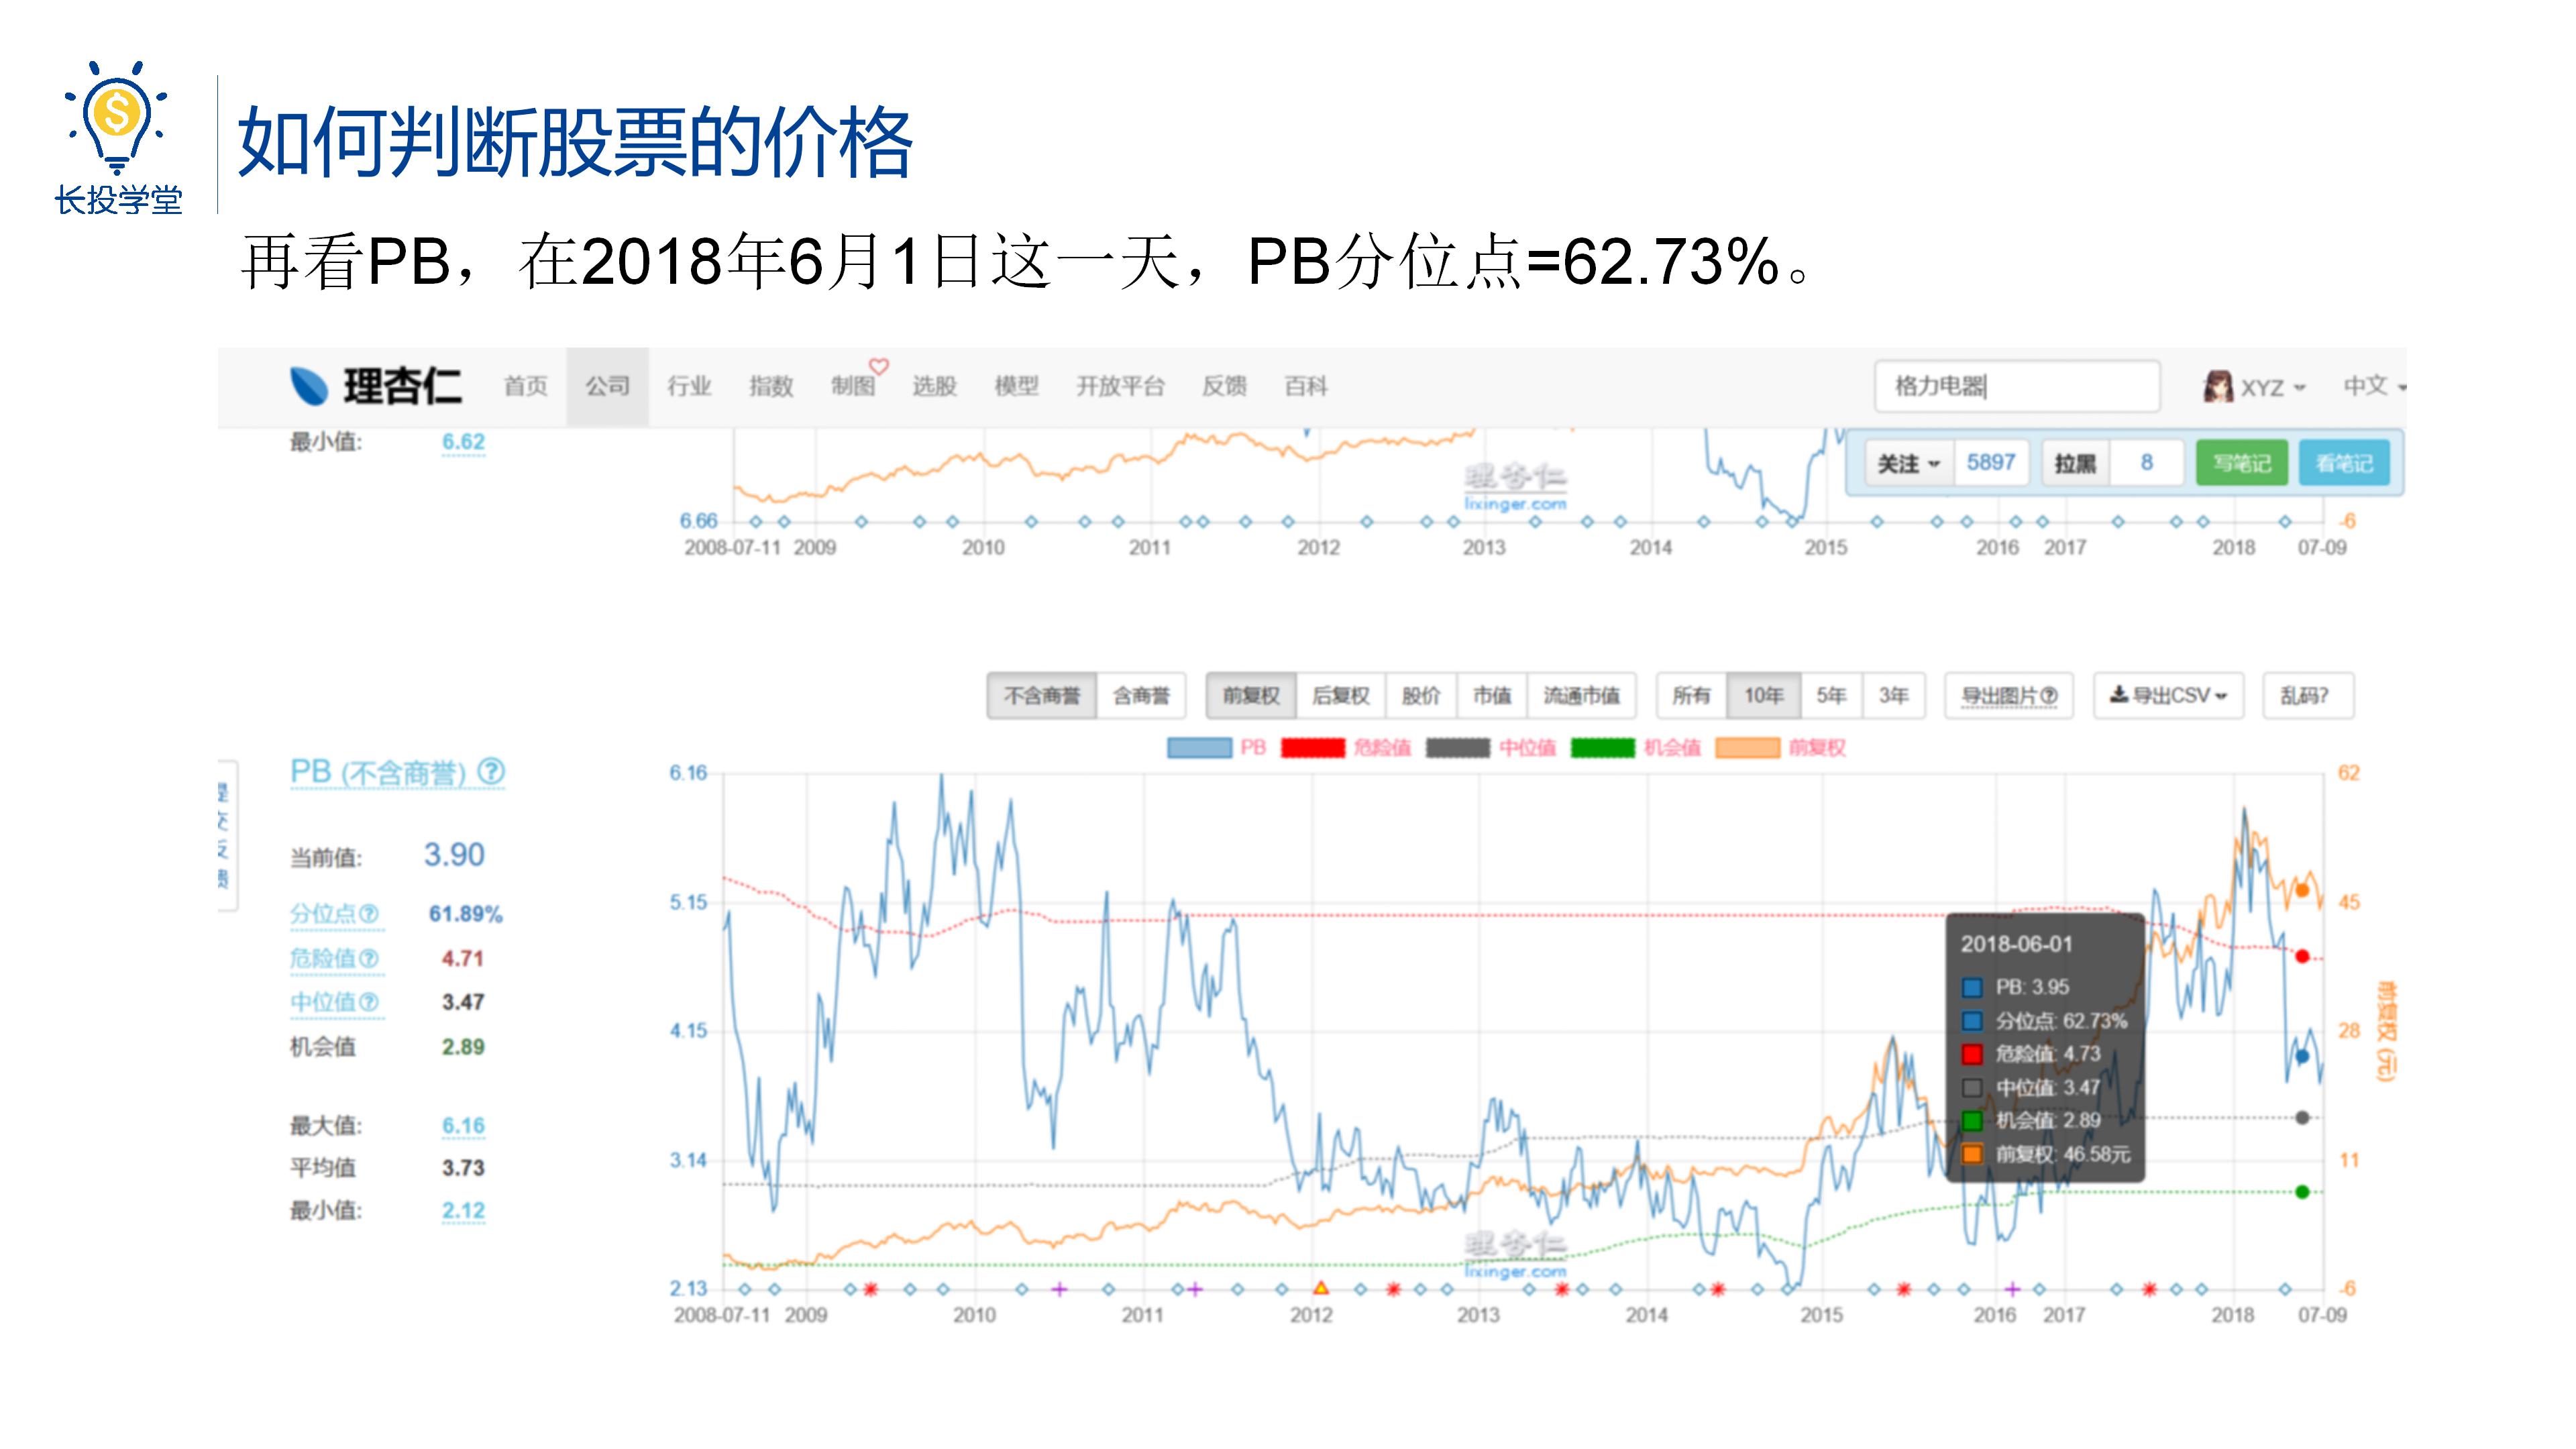 长投学堂
如何判断股票的价格
再看PB，在2018年6月1日这一天，PB分位点=62.73%。
理杏仁 首页 公司 行业 指数 制图 选股 模型 开放平台 反馈 百科 格力电器 XYZ 中文
最小值: 6.62
关注 5897 拉黑 8 写笔记 看笔记
理杏仁
lixinger.com
6.66 -6
2008-07-11 2009 2010 2011 2012 2013 2014 2015 2016 2017 2018 07-09
不含商誉 含商誉 前复权 后复权 股价 市值 流通市值 所有 10年 5年 3年 导出图片? 导出CSV 乱码?
PB 危险值 中位值 机会值 前复权
PB (不含商誉) ?
当前值: 3.90
分位点? 61.89%
危险值? 4.71
中位值? 3.47
机会值 2.89
最大值: 6.16
平均值 3.73
最小值: 2.12
6.16
5.15
4.15
3.14
2.13
62
45
28
11
-6
前复权 (元)
2018-06-01
PB: 3.95
分位点: 62.73%
危险值: 4.73
中位值: 3.47
机会值: 2.89
前复权: 46.58元
理杏仁
lixinger.com
2008-07-11 2009 2010 2011 2012 2013 2014 2015 2016 2017 2018 07-09